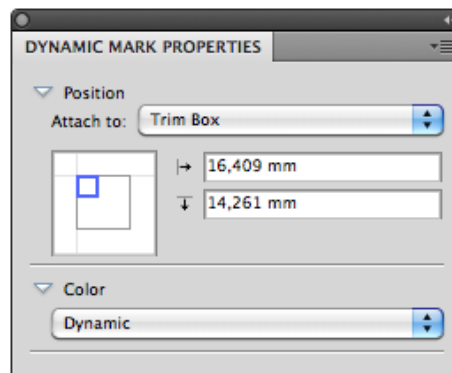 DYNAMIC MARK PROPERTIES
Position
Attach to: Trim Box
16,409 mm
14,261 mm
Color
Dynamic